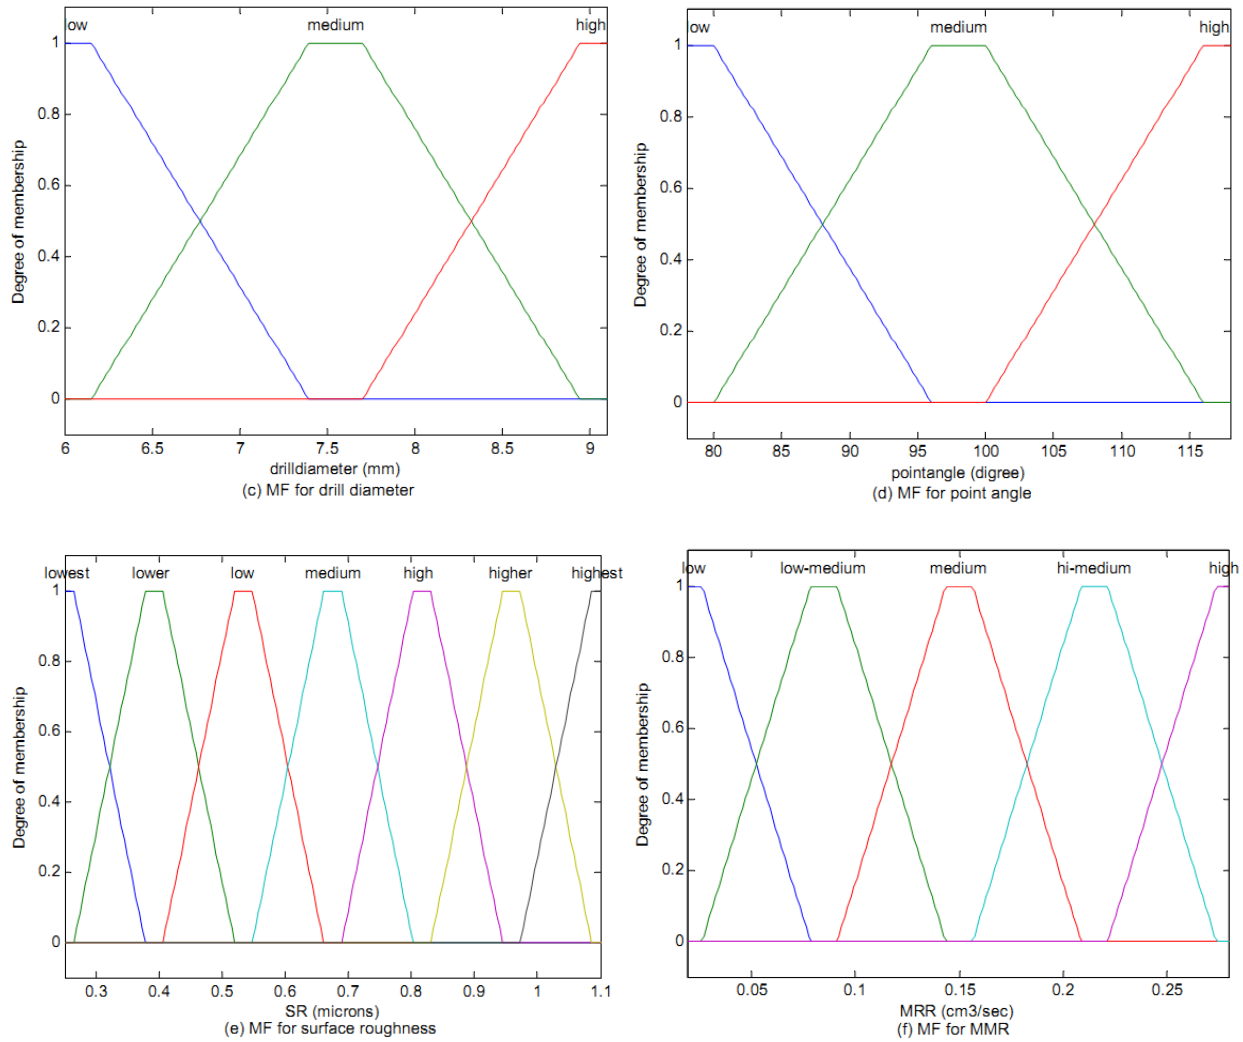 low medium high
1
0.8
0.6
0.4
0.2
0
Degree of membership
6 6.5 7 7.5 8 8.5 9
drilldiameter (mm)
(c) MF for drill diameter
low medium high
1
0.8
0.6
0.4
0.2
0
Degree of membership
80 85 90 95 100 105 110 115
pointangle (digree)
(d) MF for point angle
lowest lower low medium high higher highest
1
0.8
0.6
0.4
0.2
0
Degree of membership
0.3 0.4 0.5 0.6 0.7 0.8 0.9 1 1.1
SR (microns)
(e) MF for surface roughness
low low-medium medium hi-medium high
1
0.8
0.6
0.4
0.2
0
Degree of membership
0.05 0.1 0.15 0.2 0.25
MRR (cm3/sec)
(f) MF for MMR